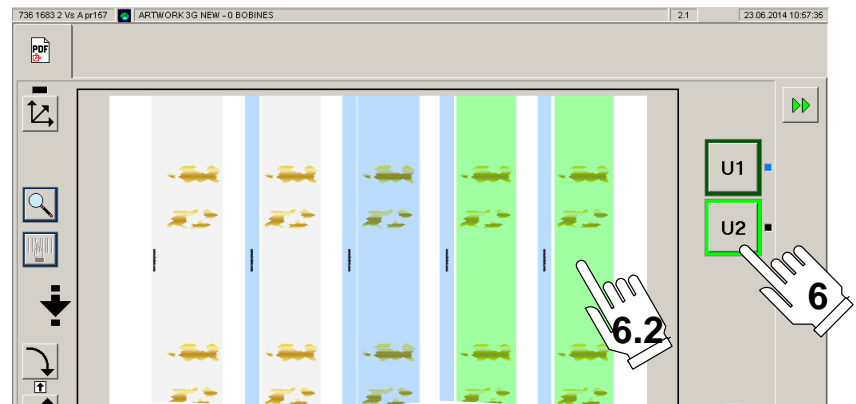 736 1683 2 Vs Apr157 ARTWORK 3G NEW - 0 BOBINES 2.1 23.06.2014 10:57:35
PDF
U1
U2
6
6.2